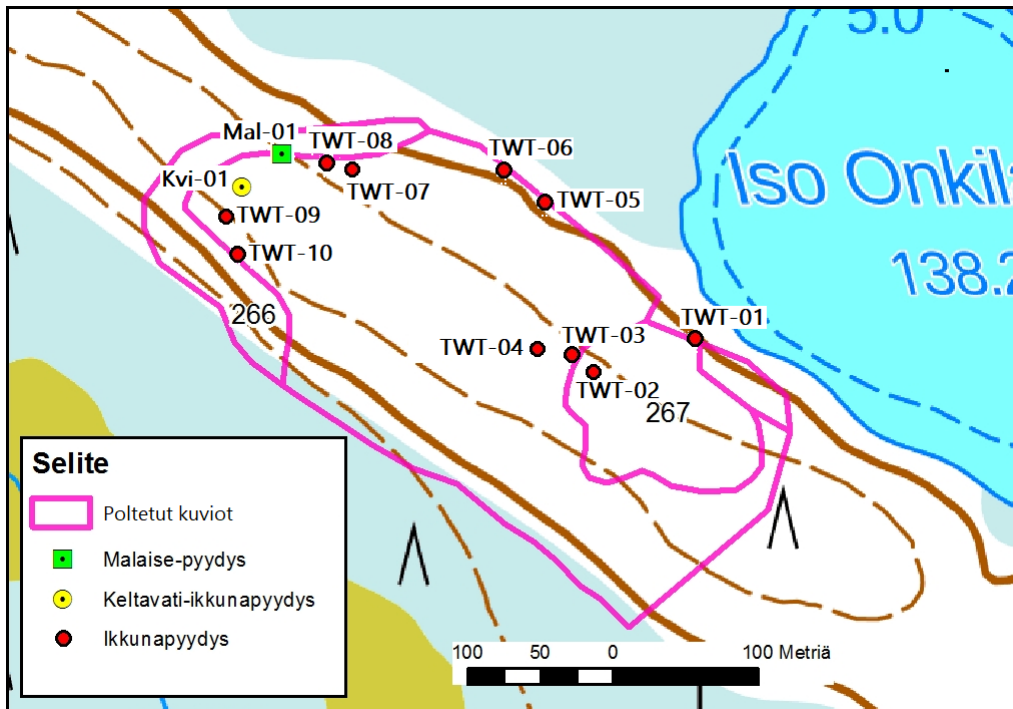 5.0
Iso Onkila
138.2
Mal-01
TWT-08
TWT-06
Kvi-01
TWT-07
TWT-05
TWT-09
TWT-10
266
TWT-01
TWT-04
TWT-03
TWT-02
267
Selite
Poltetut kuviot
Malaise-pyydys
Keltavati-ikkunapyydys
Ikkunapyydys
100 50 0 100 Metriä